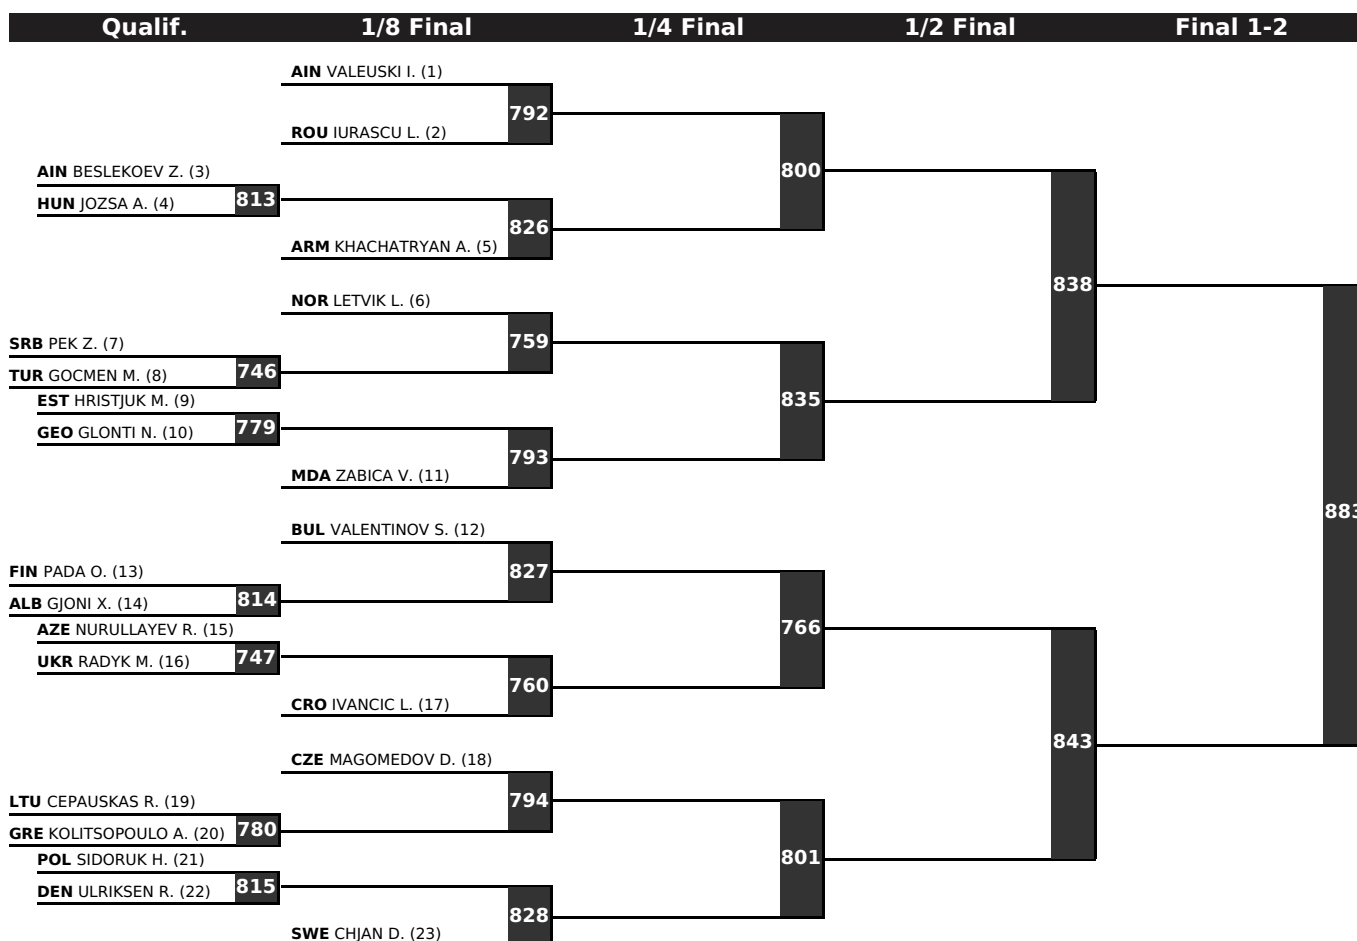 Qualif. 1/8 Final 1/4 Final 1/2 Final Final 1-2
AIN VALEUSKI I. (1)
792
ROU IURASCU L. (2)
800
AIN BESLEKOEV Z. (3)
813
HUN JOZSA A. (4)
826
ARM KHACHATRYAN A. (5)
838
NOR LETVIK L. (6)
759
SRB PEK Z. (7)
746
TUR GOCMEN M. (8)
835
EST HRISTJUK M. (9)
779
GEO GLONTI N. (10)
793
MDA ZABICA V. (11)
883
BUL VALENTINOV S. (12)
827
FIN PADA O. (13)
814
ALB GJONI X. (14)
766
AZE NURULLAYEV R. (15)
747
UKR RADYK M. (16)
760
CRO IVANCIC L. (17)
843
CZE MAGOMEDOV D. (18)
794
LTU CEPAUSKAS R. (19)
780
GRE KOLITSOPOULO A. (20)
801
POL SIDORUK H. (21)
815
DEN ULRIKSEN R. (22)
828
SWE CHJAN D. (23)